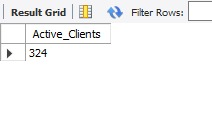 Result Grid Filter Rows:
Active_Clients
324